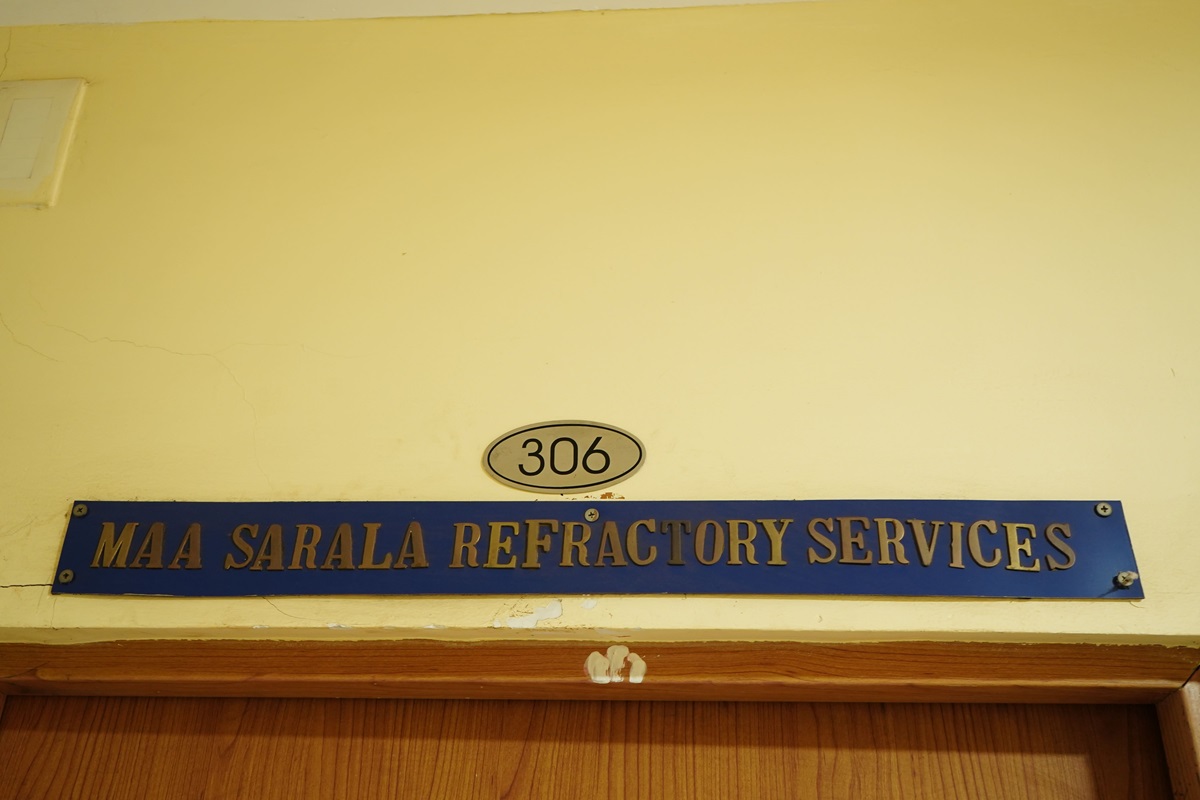 306
MAA SARALA REFRACTORY SERVICES